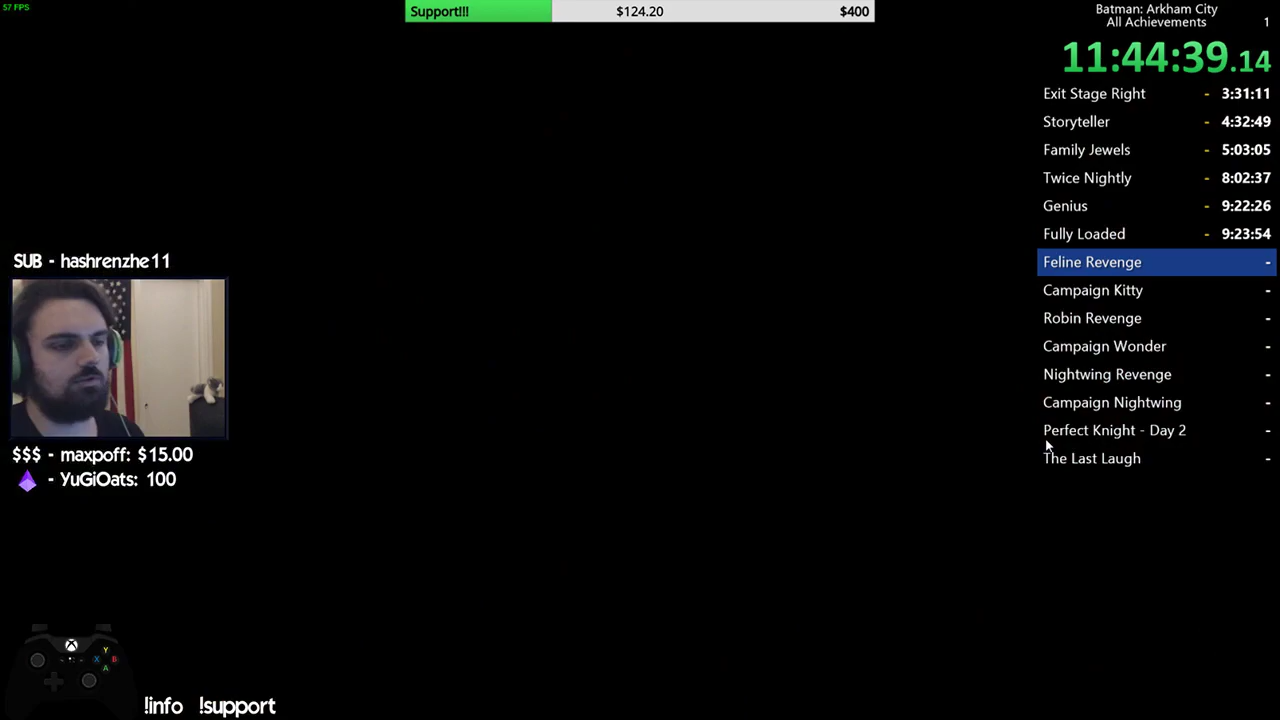 57 FPS
Support!!! $124.20 $400
Batman: Arkham City
All Achievements 1
11:44:39.14
Exit Stage Right - 3:31:11
Storyteller - 4:32:49
Family Jewels - 5:03:05
Twice Nightly - 8:02:37
Genius - 9:22:26
Fully Loaded - 9:23:54
Feline Revenge -
Campaign Kitty -
Robin Revenge -
Campaign Wonder -
Nightwing Revenge -
Campaign Nightwing -
Perfect Knight - Day 2 -
The Last Laugh -
SUB - hashrenzhe11
$$$ - maxpoff: $15.00
- YuGiOats: 100
Y
X B
A
!info !support